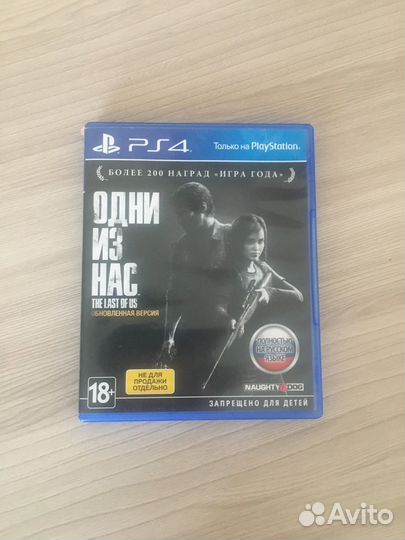 PS4
Только на PlayStation
БОЛЕЕ 200 НАГРАД «ИГРА ГОДА»
ОДНИ
ИЗ
НАС
THE LAST OF US
ОБНОВЛЕННАЯ ВЕРСИЯ
ПОЛНОСТЬЮ
НА РУССКОМ
ЯЗЫКЕ
НЕ ДЛЯ
ПРОДАЖИ
ОТДЕЛЬНО
18+
NAUGHTY DOG
ЗАПРЕЩЕНО ДЛЯ ДЕТЕЙ
Avito